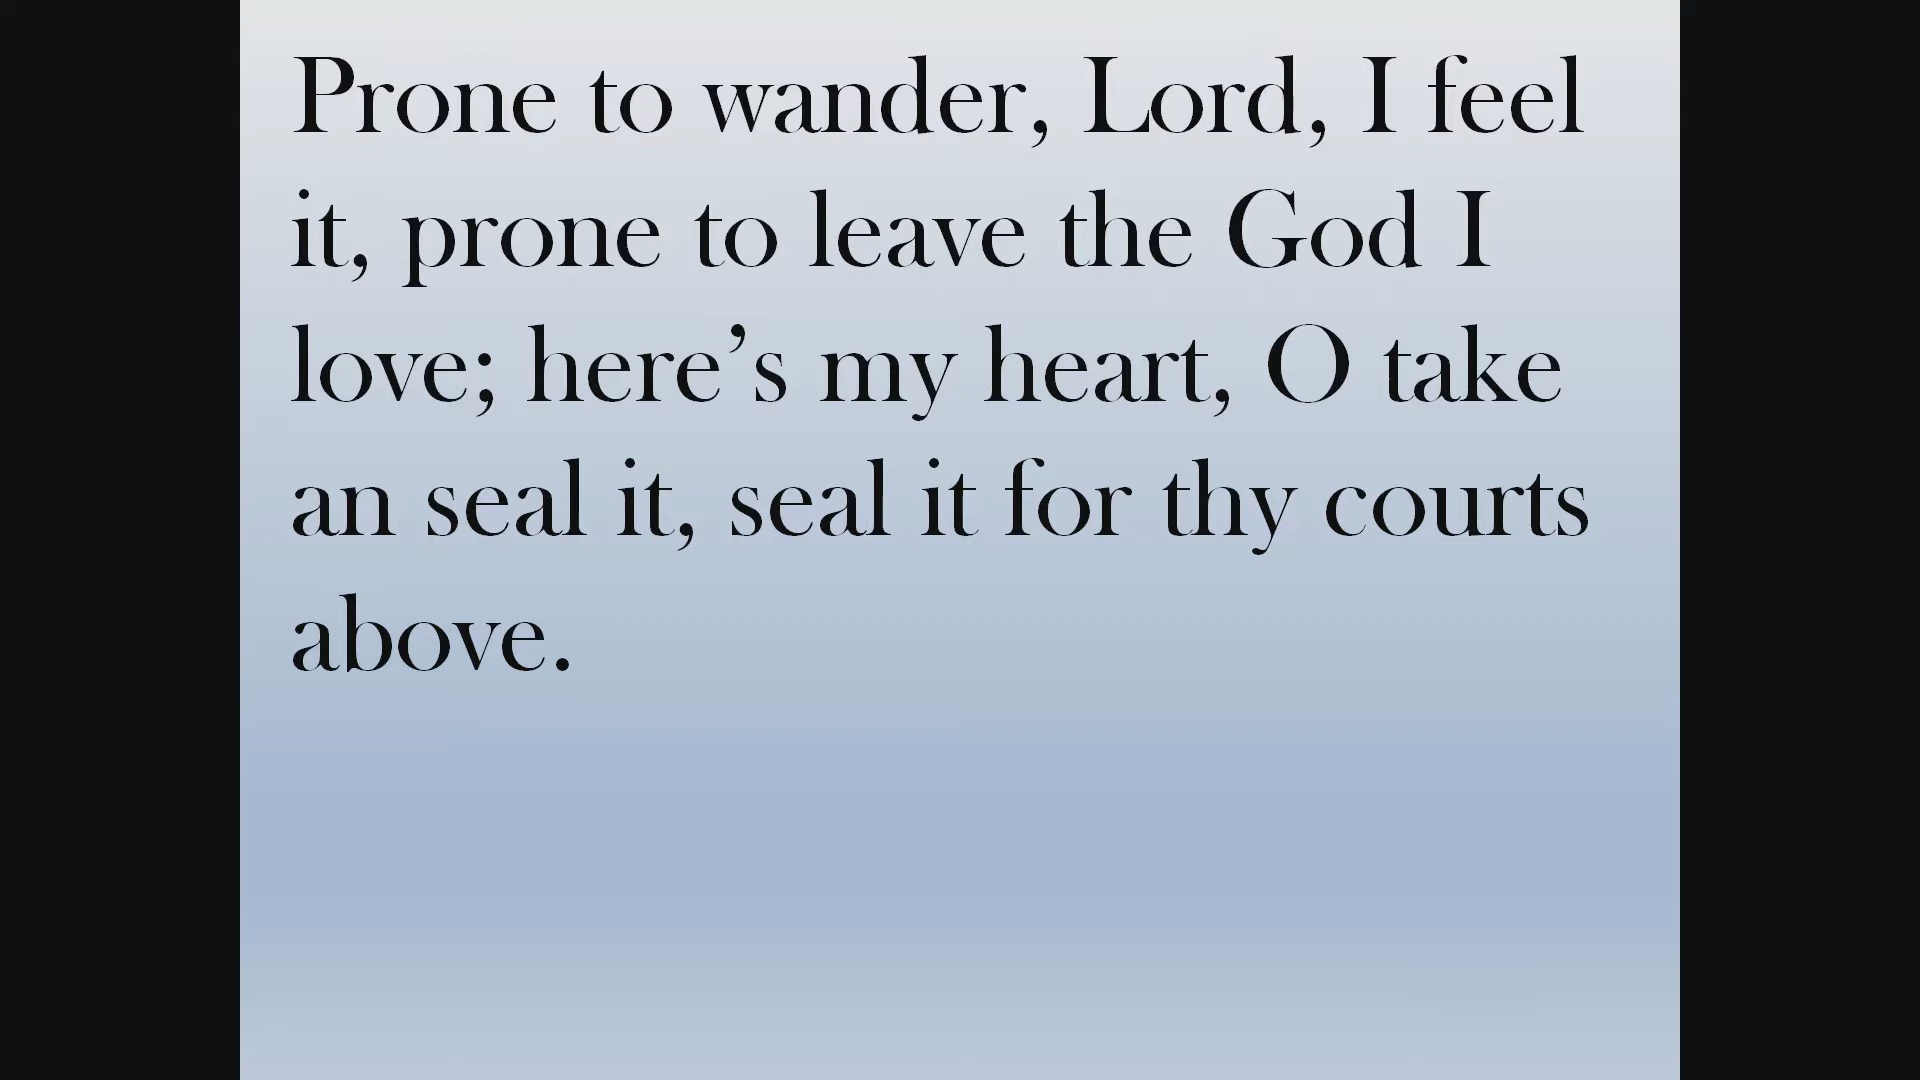 Prone to wander, Lord, I feel
it, prone to leave the God I
love; here’s my heart, O take
an seal it, seal it for thy courts
above.